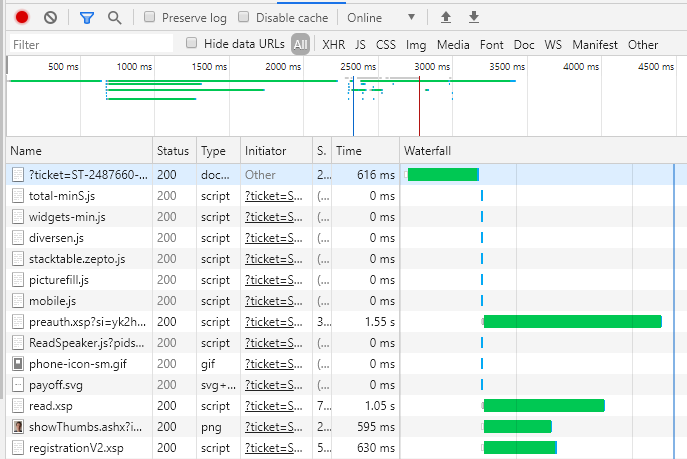 Preserve log Disable cache Online
Filter Hide data URLs All XHR JS CSS Img Media Font Doc WS Manifest Other
500 ms 1000 ms 1500 ms 2000 ms 2500 ms 3000 ms 3500 ms 4000 ms 4500 ms
Name Status Type Initiator S. Time Waterfall
?ticket=ST-2487660-... 200 doc... Other 2... 616 ms
total-minS.js 200 script ?ticket=S... (... 0 ms
widgets-min.js 200 script ?ticket=S... (... 0 ms
diversen.js 200 script ?ticket=S... (... 0 ms
stacktable.zepto.js 200 script ?ticket=S... (... 0 ms
picturefill.js 200 script ?ticket=S... (... 0 ms
mobile.js 200 script ?ticket=S... (... 0 ms
preauth.xsp?si=yk2h... 200 script ?ticket=S... 3... 1.55 s
ReadSpeaker.js?pids... 200 script ?ticket=S... (... 0 ms
phone-icon-sm.gif 200 gif ?ticket=S... (... 0 ms
payoff.svg 200 svg+... ?ticket=S... (... 0 ms
read.xsp 200 script ?ticket=S... 7... 1.05 s
showThumbs.ashx?i... 200 png ?ticket=S... 2... 595 ms
registrationV2.xsp 200 script ?ticket=S... 5... 630 ms